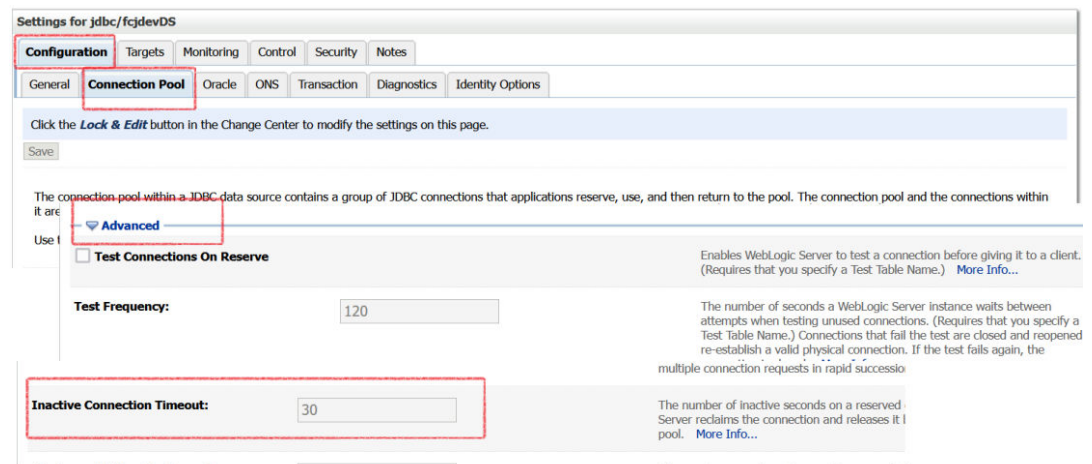 Settings for jdbc/fcjdevDS
Configuration Targets Monitoring Control Security Notes
General Connection Pool Oracle ONS Transaction Diagnostics Identity Options
Click the Lock & Edit button in the Change Center to modify the settings on this page.
Save
The connection pool within a JDBC data source contains a group of JDBC connections that applications reserve, use, and then return to the pool. The connection pool and the connections within
it are
Use
Advanced
Test Connections On Reserve
Enables WebLogic Server to test a connection before giving it to a client.
(Requires that you specify a Test Table Name.) More Info...
Test Frequency: 120
The number of seconds a WebLogic Server instance waits between
attempts when testing unused connections. (Requires that you specify a
Test Table Name.) Connections that fail the test are closed and reopened
re-establish a valid physical connection. If the test fails again, the
multiple connection requests in rapid succession
Inactive Connection Timeout: 30
The number of inactive seconds on a reserved
Server reclaims the connection and releases it
pool. More Info...